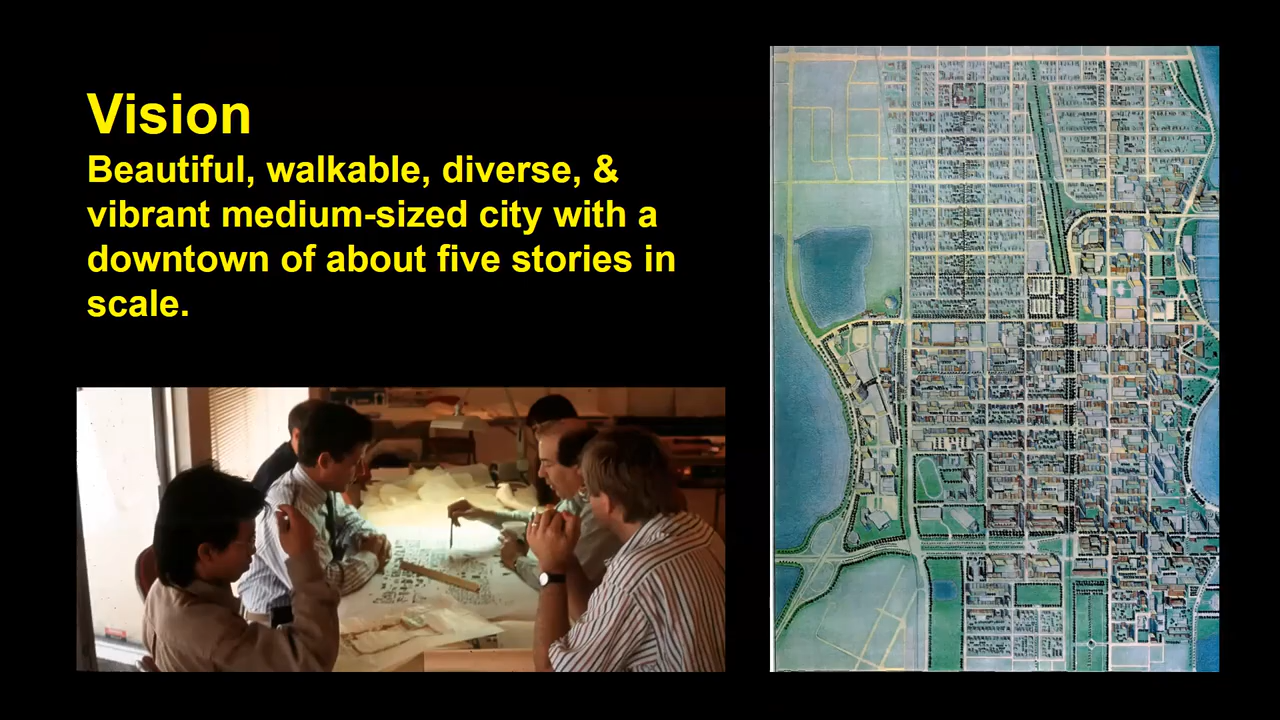 Vision
Beautiful, walkable, diverse, &
vibrant medium-sized city with a
downtown of about five stories in
scale.